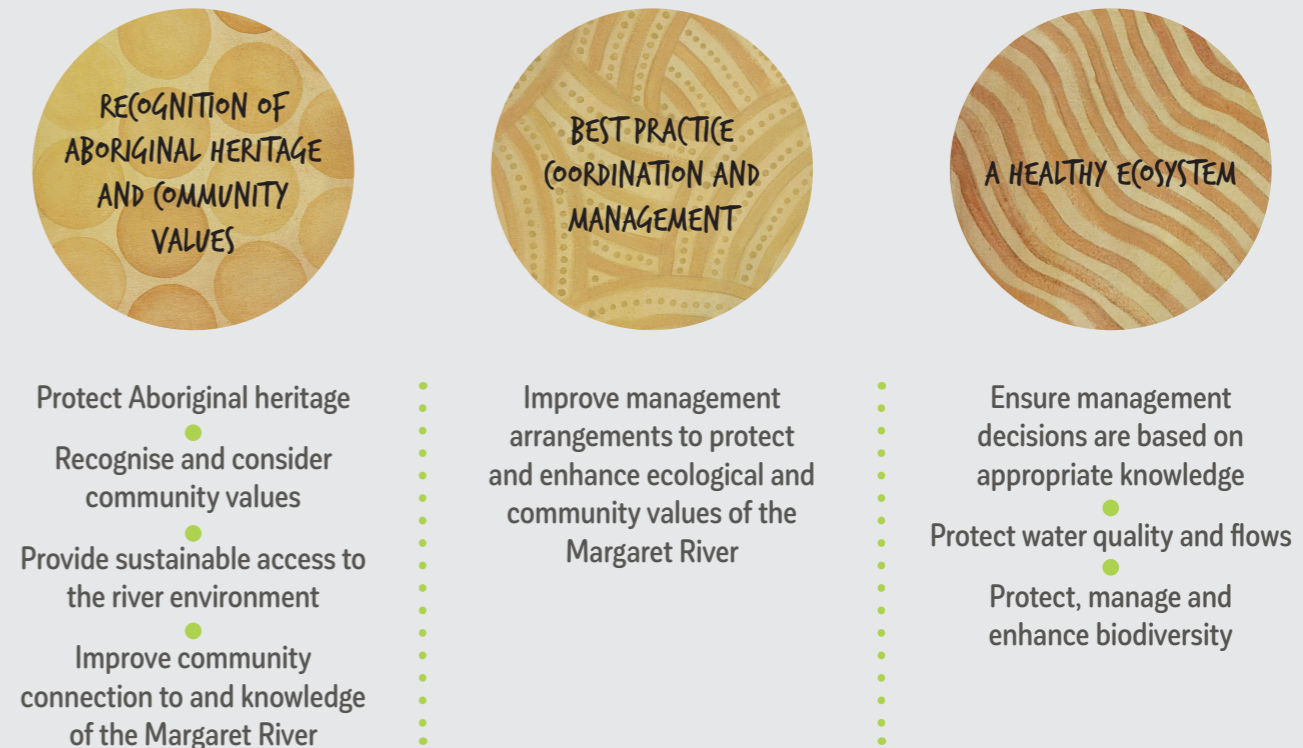 RECOGNITION OF
ABORIGINAL HERITAGE
AND COMMUNITY
VALUES
Protect Aboriginal heritage
Recognise and consider
community values
Provide sustainable access to
the river environment
Improve community
connection to and knowledge
of the Margaret River
BEST PRACTICE
COORDINATION AND
MANAGEMENT
Improve management
arrangements to protect
and enhance ecological and
community values of the
Margaret River
A HEALTHY ECOSYSTEM
Ensure management
decisions are based on
appropriate knowledge
Protect water quality and flows
Protect, manage and
enhance biodiversity